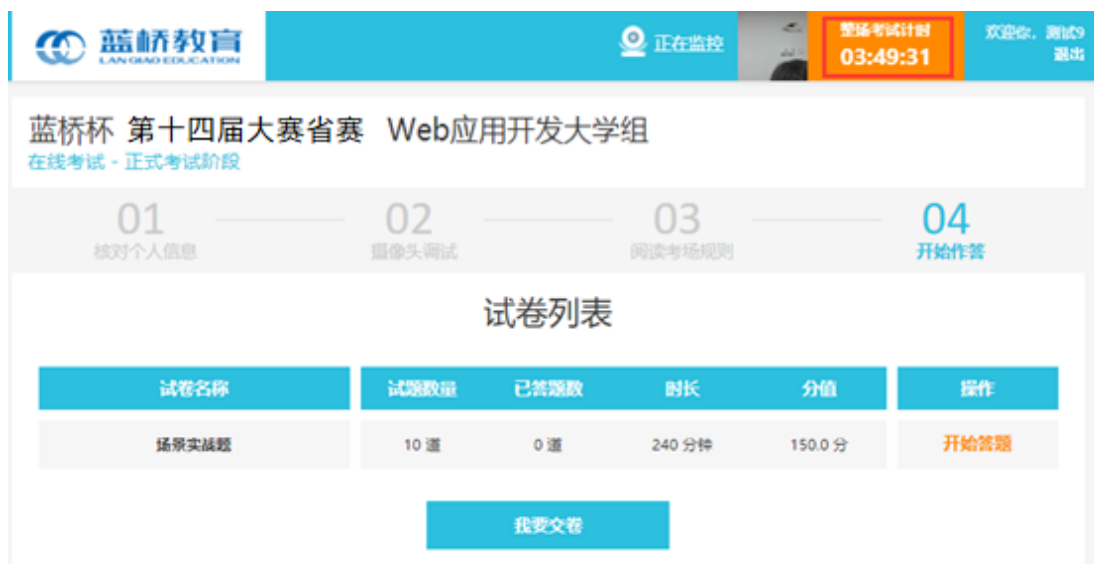 蓝桥教育
LAN QIAO EDUCATION
正在监控
整场考试计时
03:49:31
欢迎你，测试9
退出
蓝桥杯 第十四届大赛省赛 Web应用开发大学组
在线考试 - 正式考试阶段
01
核对个人信息
02
摄像头调试
03
阅读考场规则
04
开始作答
试卷列表
试卷名称 试题数量 已答题数 时长 分值 操作
场景实战题 10 道 0 道 240 分钟 150.0 分 开始答题
我要交卷